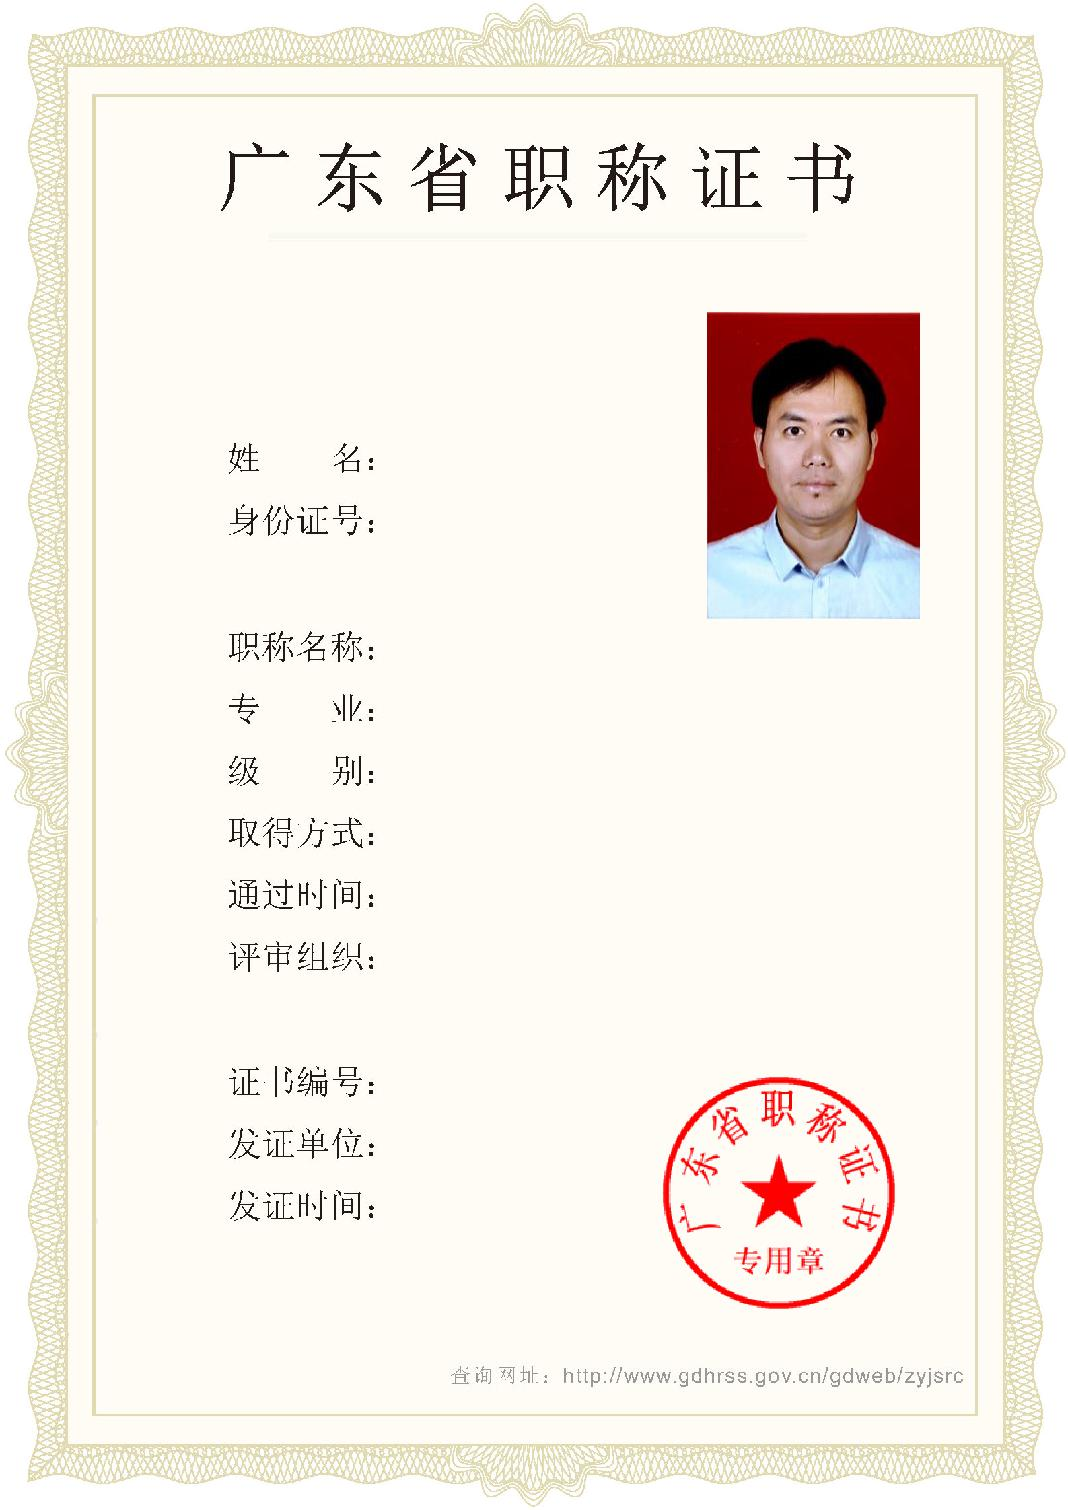 广东省职称证书
姓　　名：
身份证号：
职称名称：
专　　业：
级　　别：
取得方式：
通过时间：
评审组织：
证书编号：
发证单位：
发证时间：
广东省职称证书
专用章
查询网址：http://www.gdhrss.gov.cn/gdweb/zyjsrc